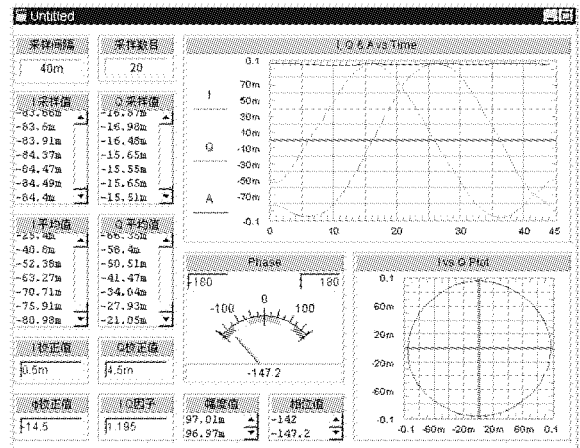 Untitled
采样间隔 采样数目
40m 20
I采样值 Q采样值
-83.66m -16.87m
-83.6m -16.98m
-83.91m -16.48m
-84.37m -15.65m
-84.47m -15.55m
-84.49m -15.65m
-84.4m -15.51m
I平均值 Q平均值
-48.8m -58.4m
-52.38m -50.51m
-63.27m -41.47m
-70.71m -34.64m
-75.91m -27.93m
-80.98m -21.05m
I校正值 Q校正值
0.5m 4.5m
φ校正值 I Q因子
-14.5 1.195
I, Q & A vs Time
I
Q
A
0.1
70m
50m
30m
10m
-10m
-30m
-50m
-70m
-0.1
0 10 20 30 40 45
Phase
-180 180
-100 0 100
-147.2
幅度值 相位值
97.01m -142
96.97m -147.2
I vs Q Plot
0.1
60m
20m
-20m
-60m
-0.1
-0.1 -60m -20m 20m 60m 0.1